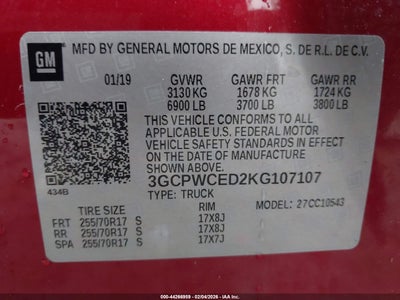 GM
MFD BY GENERAL MOTORS DE MEXICO, S. DE R.L. DE C.V.
01/19 GVWR GAWR FRT GAWR RR
3130 KG 1678 KG 1724 KG
6900 LB 3700 LB 3800 LB
THIS VEHICLE CONFORMS TO ALL
APPLICABLE U.S. FEDERAL MOTOR
VEHICLE SAFETY STANDARDS IN EFFECT
ON THE DATE OF MANUFACTURE
SHOWN ABOVE.
434B
3GCPWCED2KG107107
TYPE: TRUCK 27CC10543
TIRE SIZE RIM
FRT 255/70R17 S 17X8J
RR 255/70R17 S 17X8J
SPA 255/70R17 S 17X7J
ID: 44266959 - 02/04/2026 - IAA, Inc. (US)